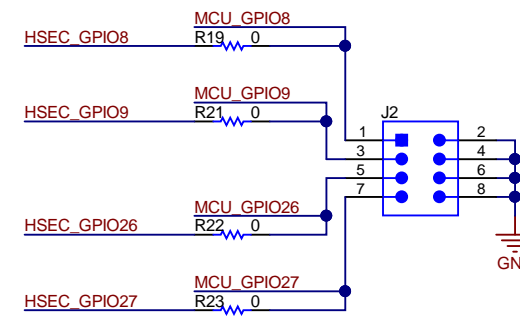 MCU_GPIO8
HSEC_GPIO8 R19 0
MCU_GPIO9
HSEC_GPIO9 R21 0
J2
1 2
3 4
5 6
7 8
MCU_GPIO26
HSEC_GPIO26 R22 0
MCU_GPIO27
HSEC_GPIO27 R23 0
GN